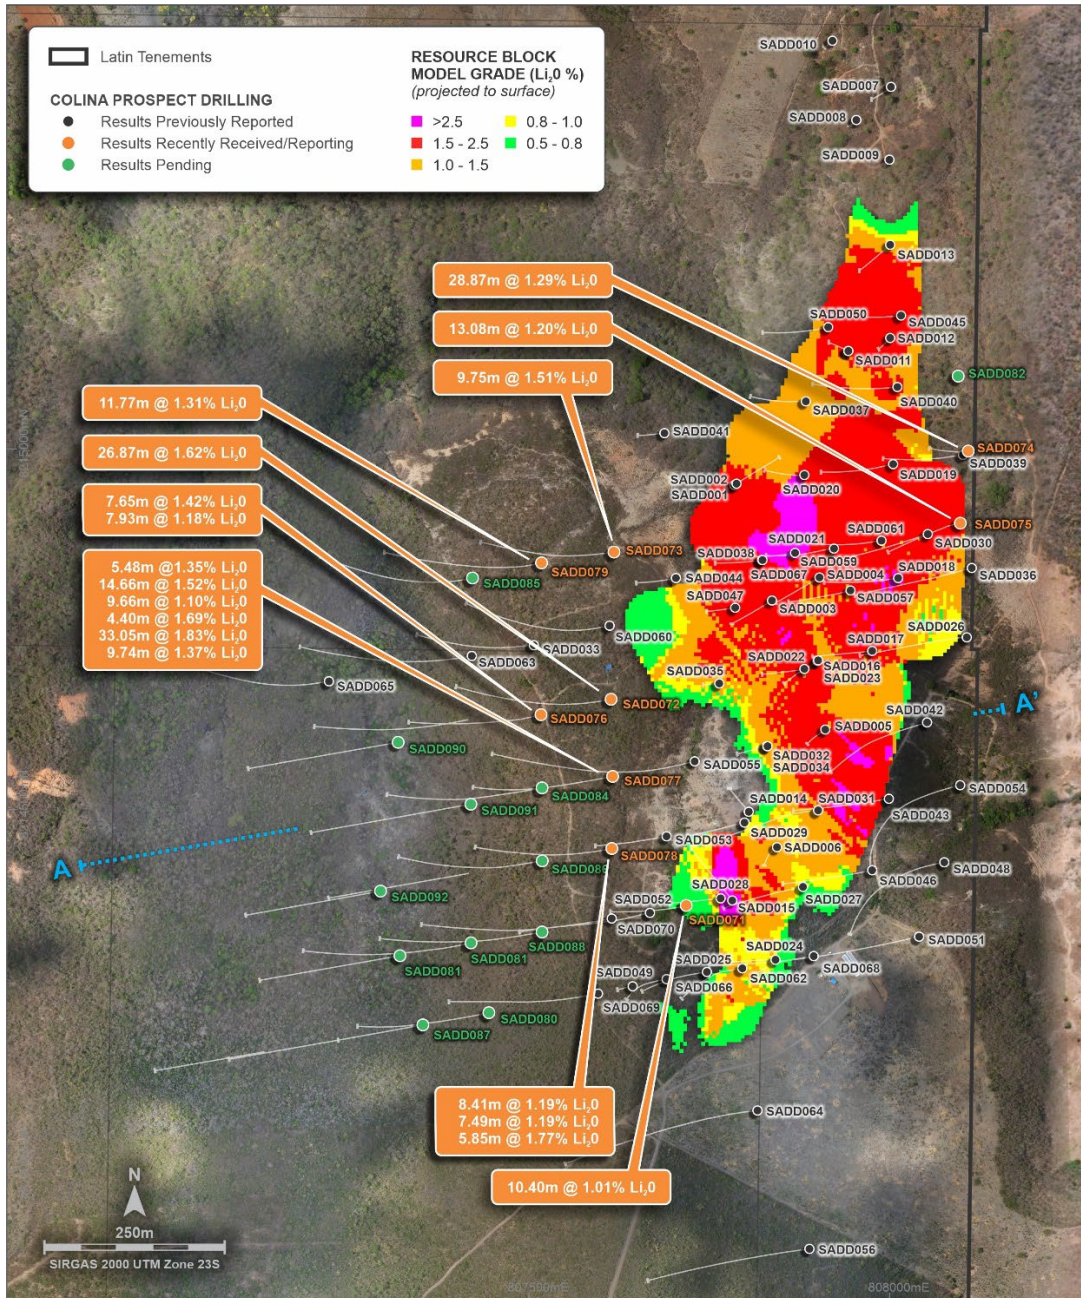 Latin Tenements
COLINA PROSPECT DRILLING
Results Previously Reported
Results Recently Received/Reporting
Results Pending
RESOURCE BLOCK
MODEL GRADE (Li₂0 %)
(projected to surface)
>2.5
1.5 - 2.5
1.0 - 1.5
0.8 - 1.0
0.5 - 0.8
SADD010
SADD007
SADD008
SADD009
SADD013
28.87m @ 1.29% Li₂0
13.08m @ 1.20% Li₂0
9.75m @ 1.51% Li₂0
SADD050
SADD045
SADD012
SADD011
SADD082
SADD040
SADD037
11.77m @ 1.31% Li₂0
26.87m @ 1.62% Li₂0
7.65m @ 1.42% Li₂0
7.93m @ 1.18% Li₂0
5.48m @1.35% Li₂0
14.66m @ 1.52% Li₂0
9.66m @ 1.10% Li₂0
4.40m @ 1.69% Li₂0
33.05m @ 1.83% Li₂0
9.74m @ 1.37% Li₂0
SADD041
SADD074
SADD039
SADD019
SADD002
SADD001
SADD020
SADD075
SADD030
SADD061
SADD021
SADD059
SADD038
SADD067
SADD073
SADD079
SADD085
SADD044
SADD004
SADD018
SADD036
SADD057
SADD047
SADD003
SADD060
SADD026
SADD017
SADD033
SADD063
SADD022
SADD016
SADD023
SADD065
SADD035
SADD072
SADD076
SADD042
A'
SADD005
SADD090
SADD032
SADD034
SADD055
SADD077
SADD084
SADD091
SADD054
SADD014
SADD031
SADD043
SADD029
SADD053
SADD006
SADD078
A
SADD086
SADD048
SADD046
SADD092
SADD028
SADD027
SADD052
SADD015
SADD071
SADD070
SADD088
SADD081
SADD081
SADD051
SADD024
SADD068
SADD025
SADD062
SADD049
SADD066
SADD069
SADD080
SADD087
8.41m @ 1.19% Li₂0
7.49m @ 1.19% Li₂0
5.85m @ 1.77% Li₂0
SADD064
10.40m @ 1.01% Li₂0
N
250m
SIRGAS 2000 UTM Zone 23S
SADD056
808000mE